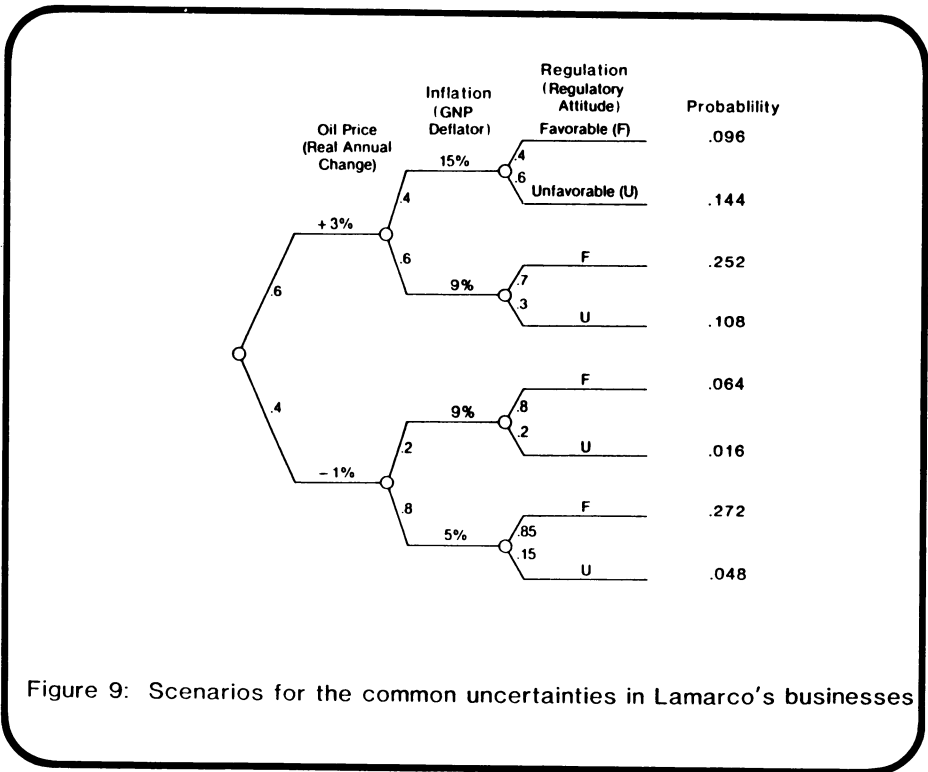 Regulation
(Regulatory
Attitude)
Inflation
(GNP
Deflator)
Probablility
Oil Price
(Real Annual
Change)
Favorable (F)
.096
15%
.4
.6
Unfavorable (U)
.144
.4
+ 3%
.6
F
.252
9%
.7
.3
U
.108
.6
.4
F
.064
9%
.8
.2
U
.016
.2
– 1%
.8
F
.272
5%
.85
.15
U
.048
Figure 9: Scenarios for the common uncertainties in Lamarco's businesses